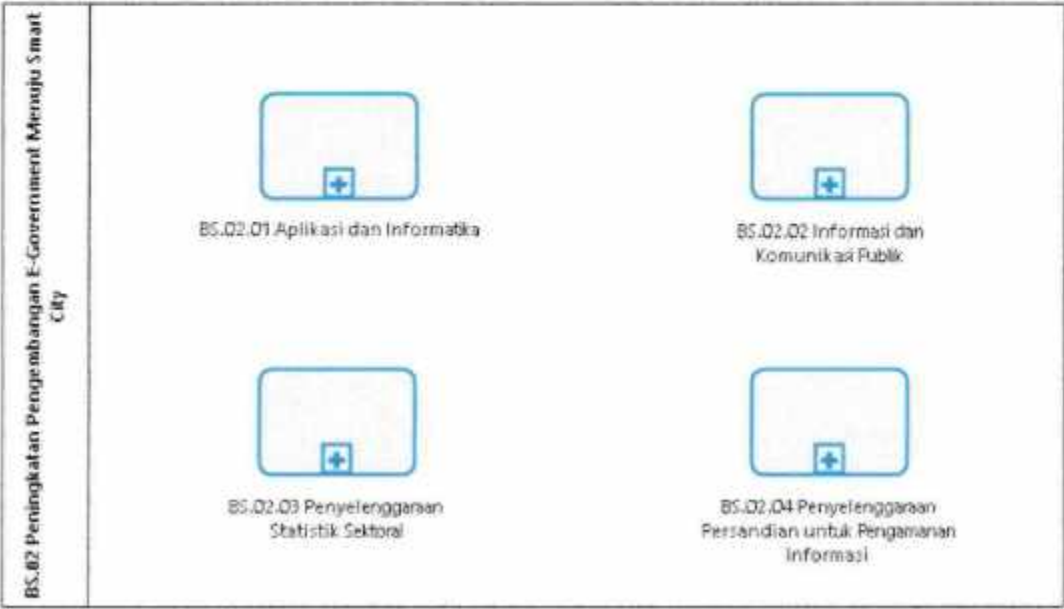 BS.02 Peningkatan Pengembangan E-Government Menuju Smart
City
BS.02.01 Aplikasi dan Informatika
BS.02.02 Informasi dan
Komunikasi Publik
BS.02.03 Penyelenggaraan
Statistik Sektoral
BS.02.04 Penyelenggaraan
Persandian untuk Pengamanan
Informasi